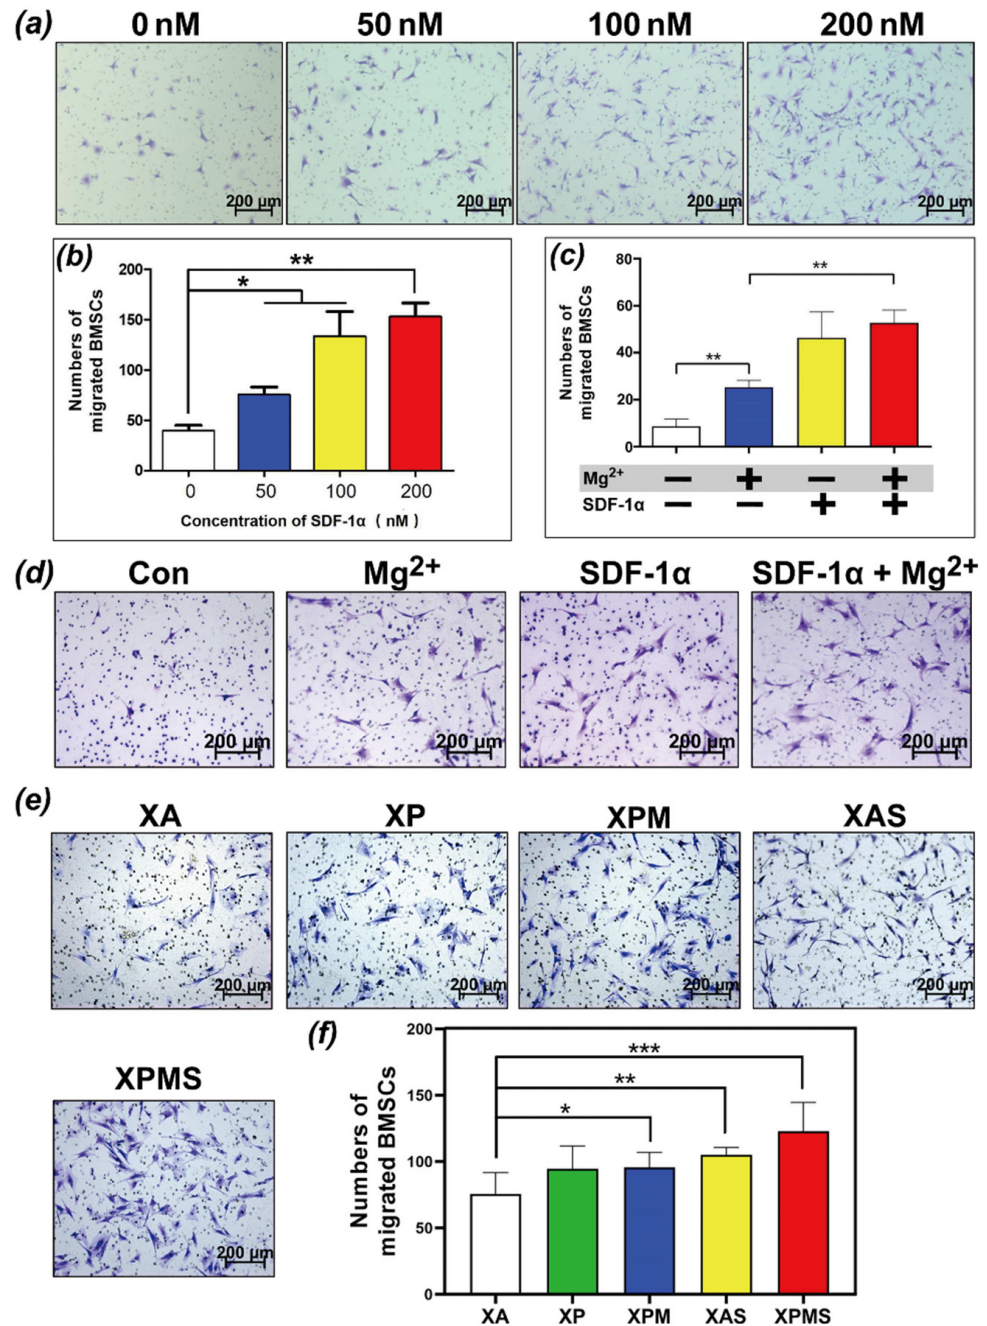 (a)
0 nM 50 nM 100 nM 200 nM
200 µm 200 µm 200 µm 200 µm
(b)
Numbers of
migrated BMSCs
200
150
100
50
0
*
**
0 50 100 200
Concentration of SDF-1α ( nM )
(c)
Numbers of
migrated BMSCs
80
60
40
20
0
**
**
Mg2+ − + − +
SDF-1α − − + +
(d)
Con Mg2+ SDF-1α SDF-1α + Mg2+
200 µm 200 µm 200 µm 200 µm
(e)
XA XP XPM XAS
200 µm 200 µm 200 µm 200 µm
XPMS
200 µm
(f)
Numbers of
migrated BMSCs
200
150
100
50
0
***
**
*
XA XP XPM XAS XPMS